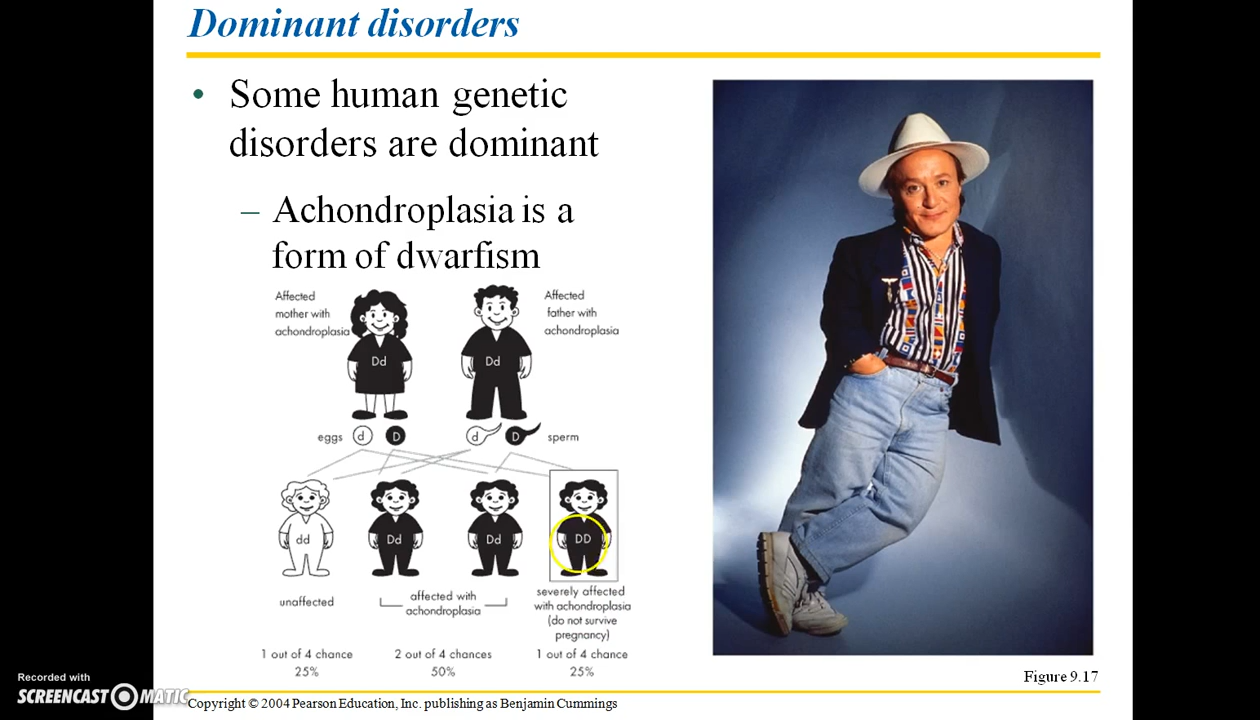 Dominant disorders
• Some human genetic
disorders are dominant
– Achondroplasia is a
form of dwarfism
Affected
mother with
achondroplasia
Affected
father with
achondroplasia
Dd
Dd
eggs d D
d D sperm
dd
Dd
Dd
DD
unaffected
affected with
achondroplasia
severely affected
with achondroplasia
(do not survive
pregnancy)
1 out of 4 chance
25%
2 out of 4 chances
50%
1 out of 4 chance
25%
Figure 9.17
Recorded with
SCREENCAST MATIC
Copyright © 2004 Pearson Education, Inc. publishing as Benjamin Cummings